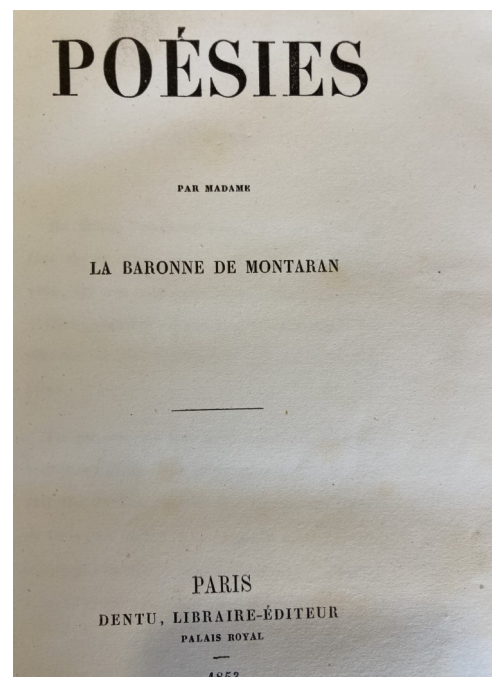 POÉSIES
PAR MADAME
LA BARONNE DE MONTARAN
PARIS
DENTU, LIBRAIRE-ÉDITEUR
PALAIS ROYAL